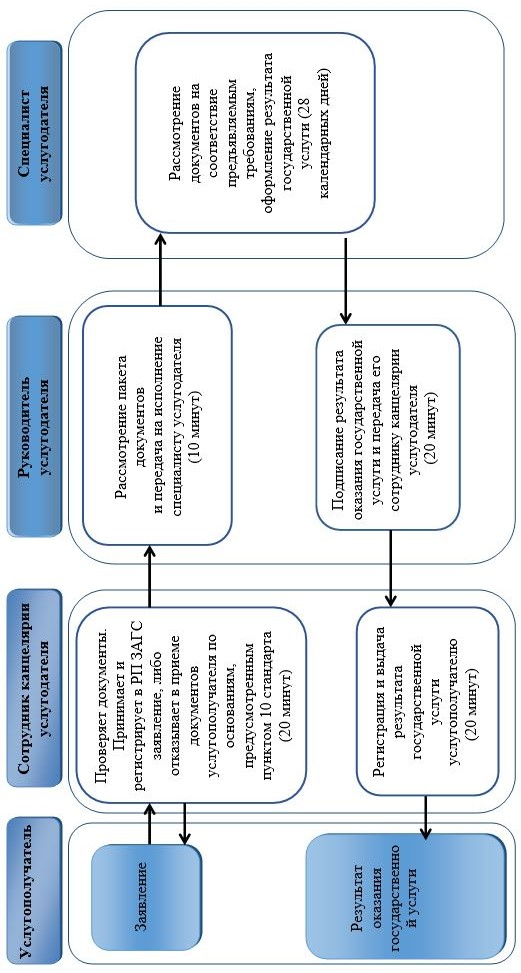 Услугополучатель
Сотрудник канцелярии
услугодателя
Руководитель
услугодателя
Специалист
услугодателя
Заявление
Проверяет документы.
Принимает и
регистрирует в РП ЗАГС
заявление, либо
отказывает в приеме
документов
услугополучателя по
основаниям,
предусмотренным
пунктом 10 стандарта
(20 минут)
Рассмотрение пакета
документов
и передача на исполнение
специалисту услугодателя
(10 минут)
Рассмотрение
документов на
соответствие
предъявляемым
требованиям,
оформление результата
государственной
услуги (28
календарных дней)
Подписание результата
оказания государственной
услуги и передача его
сотруднику канцелярии
услугодателя
(20 минут)
Регистрация и выдача
результата
государственной
услуги
услугополучателю
(20 минут)
Результат
оказания
государственно
й услуги